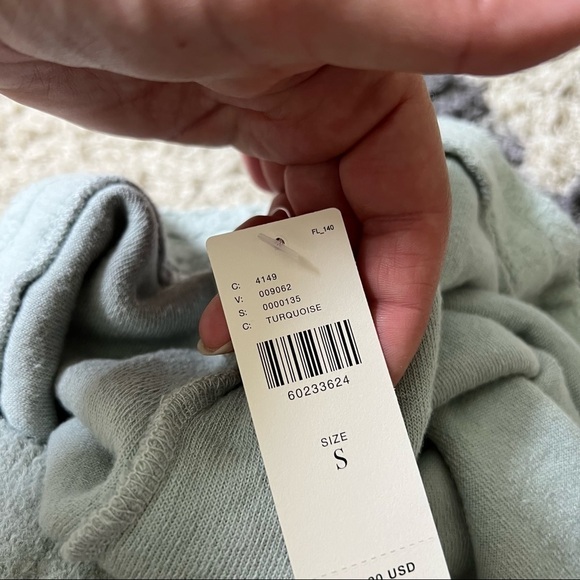 FL_140
C: 4149
V: 009062
S: 0000135
C: TURQUOISE
60233624
SIZE
S
USD